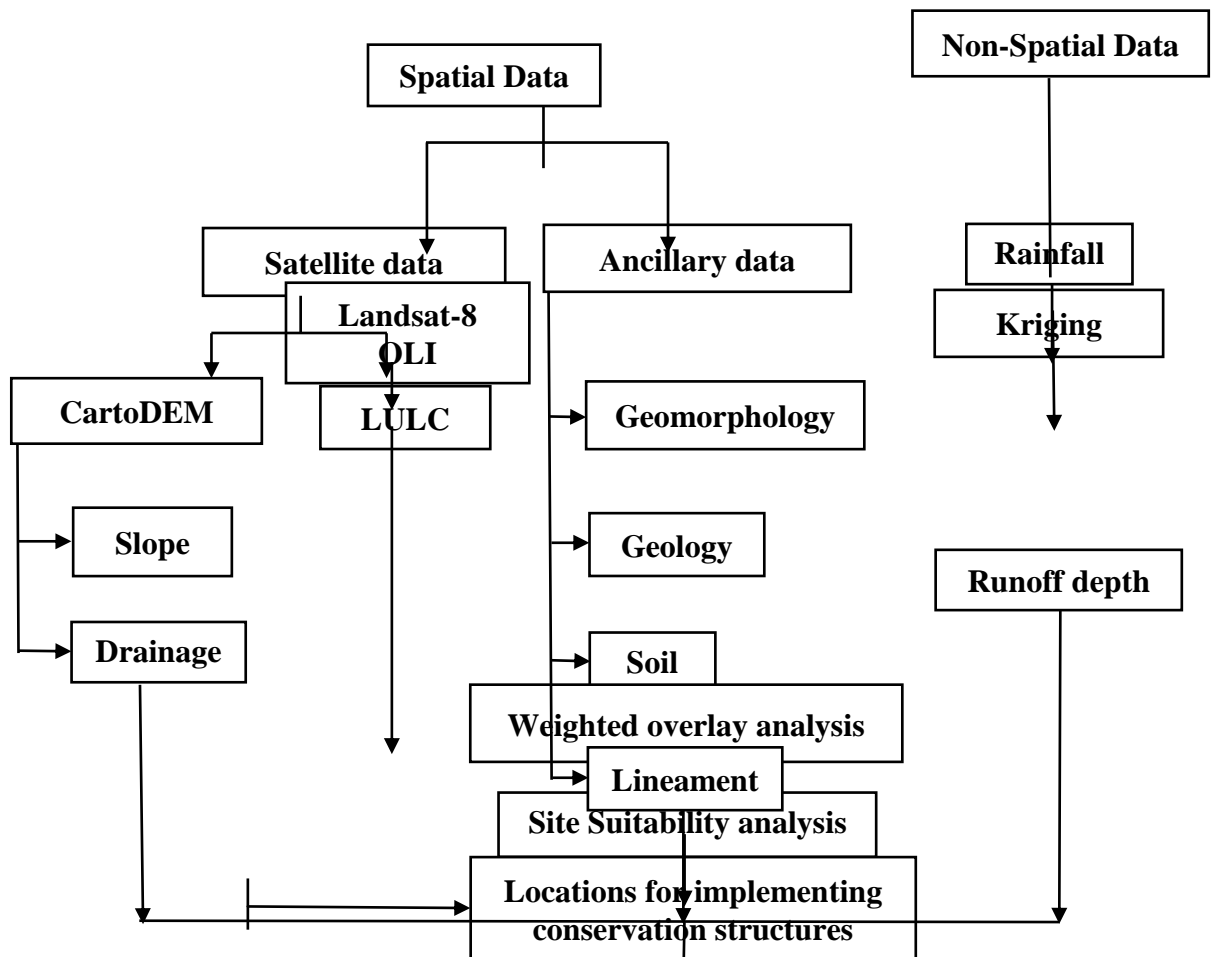 Non-Spatial Data
Spatial Data
Satellite data
Ancillary data
Rainfall
Landsat-8
OLI
Kriging
CartoDEM
LULC
Geomorphology
Slope
Geology
Runoff depth
Drainage
Soil
Weighted overlay analysis
Lineament
Site Suitability analysis
Locations for implementing
conservation structures